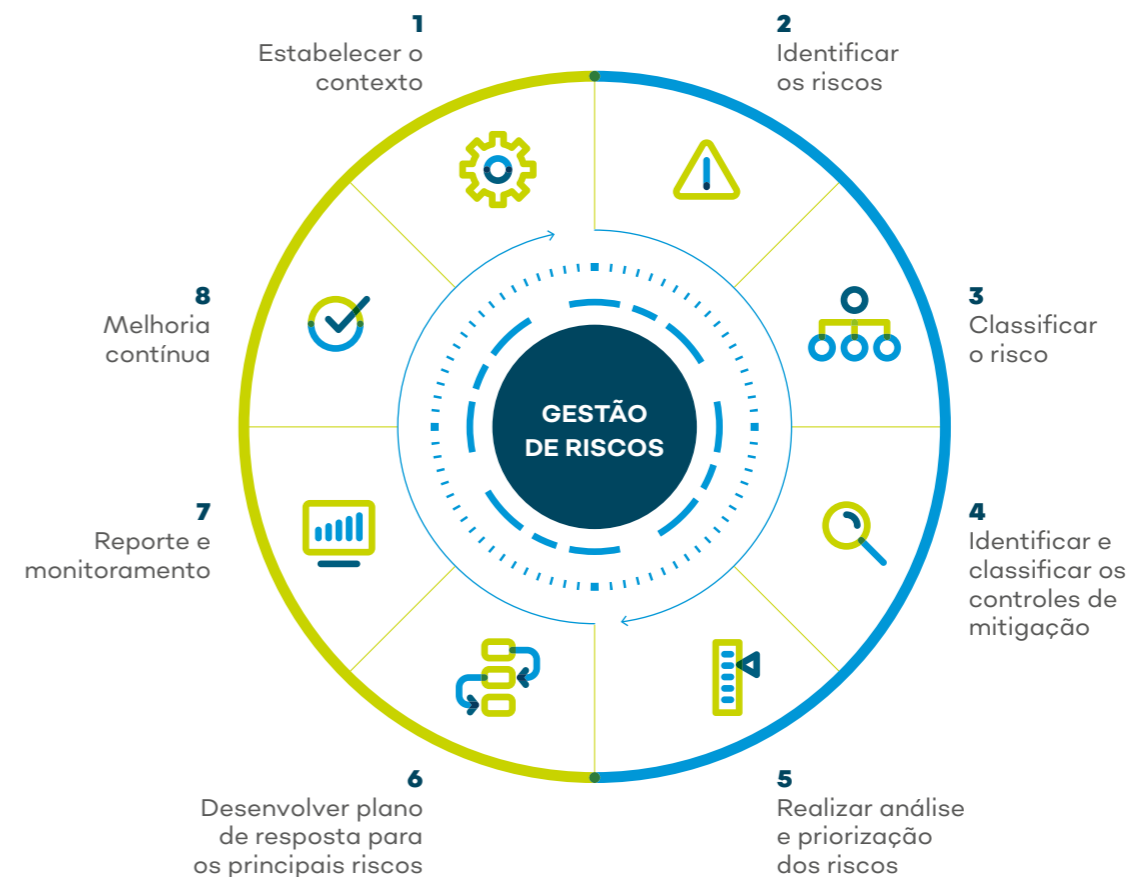 1
Estabelecer o
contexto
2
Identificar
os riscos
3
Classificar
o risco
4
Identificar e
classificar os
controles de
mitigação
5
Realizar análise
e priorização
dos riscos
6
Desenvolver plano
de resposta para
os principais riscos
7
Reporte e
monitoramento
8
Melhoria
contínua
GESTÃO
DE RISCOS